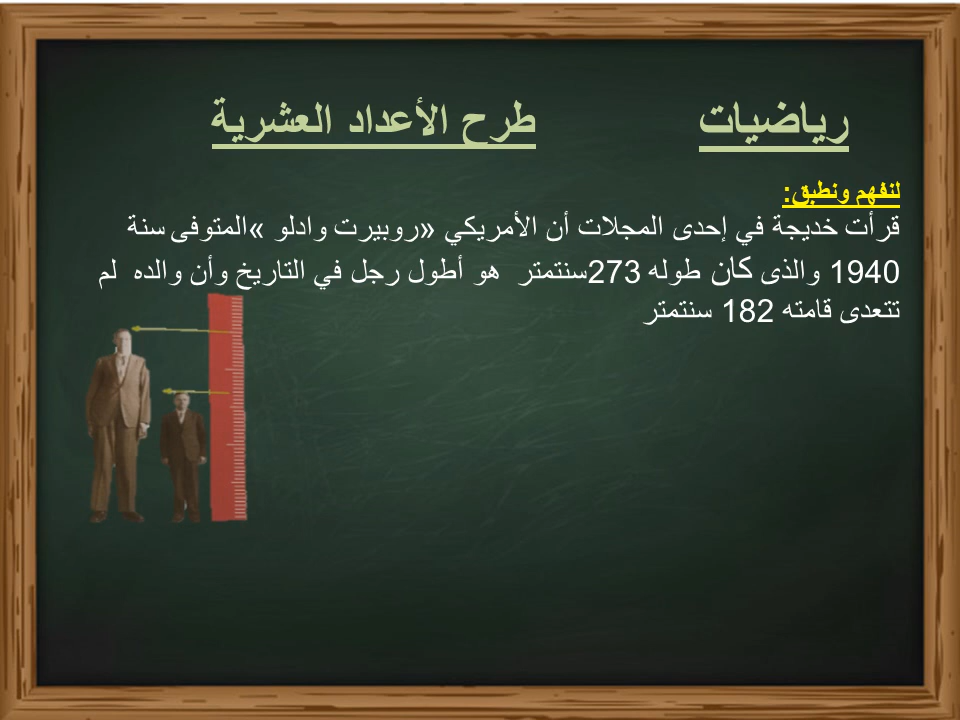 رياضيات طرح الأعداد العشرية
لنفهم ونطبق:
قرأت خديجة في إحدى المجلات أن الأمريكي «روبيرت وادلو »المتوفى سنة
1940 والذى كان طوله 273سنتمتر هو أطول رجل في التاريخ وأن والده لم
تتعدى قامته 182 سنتمتر